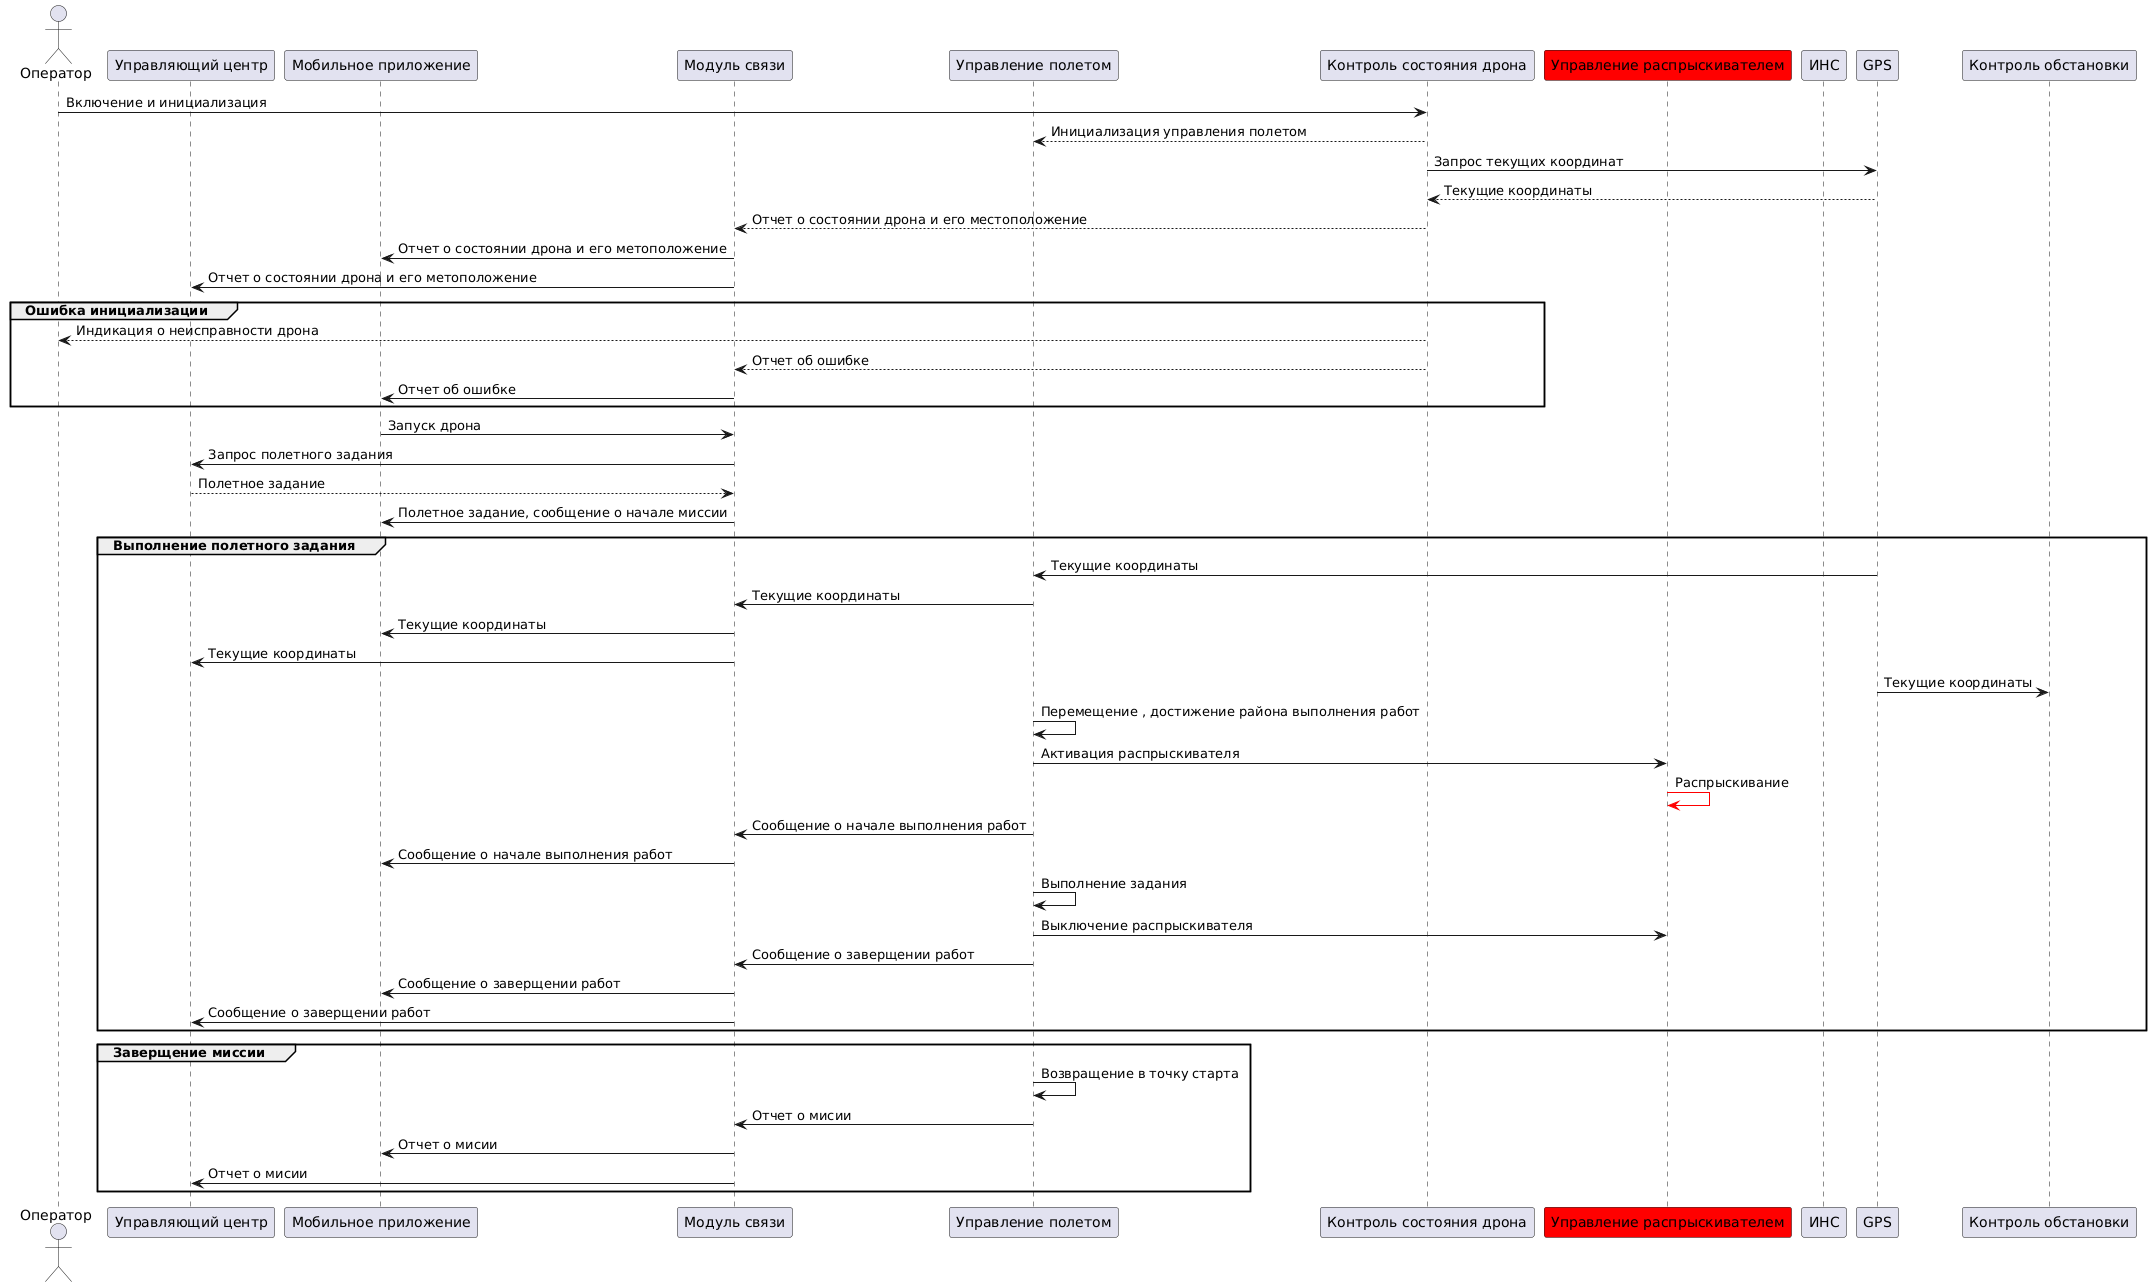 Оператор
Управляющий центр
Мобильное приложение
Модуль связи
Управление полетом
Контроль состояния дрона
Управление распрыскивателем
ИНС
GPS
Контроль обстановки
Включение и инициализация
Инициализация управления полетом
Запрос текущих координат
Текущие координаты
Отчет о состоянии дрона и его местоположение
Отчет о состоянии дрона и его метоположение
Отчет о состоянии дрона и его метоположение
Ошибка инициализации
Индикация о неисправности дрона
Отчет об ошибке
Отчет об ошибке
Запуск дрона
Запрос полетного задания
Полетное задание
Полетное задание, сообщение о начале миссии
Выполнение полетного задания
Текущие координаты
Текущие координаты
Текущие координаты
Текущие координаты
Текущие координаты
Перемещение , достижение района выполнения работ
Активация распрыскивателя
Распрыскивание
Сообщение о начале выполнения работ
Сообщение о начале выполнения работ
Выполнение задания
Выключение распрыскивателя
Сообщение о заверщении работ
Сообщение о заверщении работ
Сообщение о заверщении работ
Заверщение миссии
Возвращение в точку старта
Отчет о мисии
Отчет о мисии
Отчет о мисии
Оператор
Управляющий центр
Мобильное приложение
Модуль связи
Управление полетом
Контроль состояния дрона
Управление распрыскивателем
ИНС
GPS
Контроль обстановки